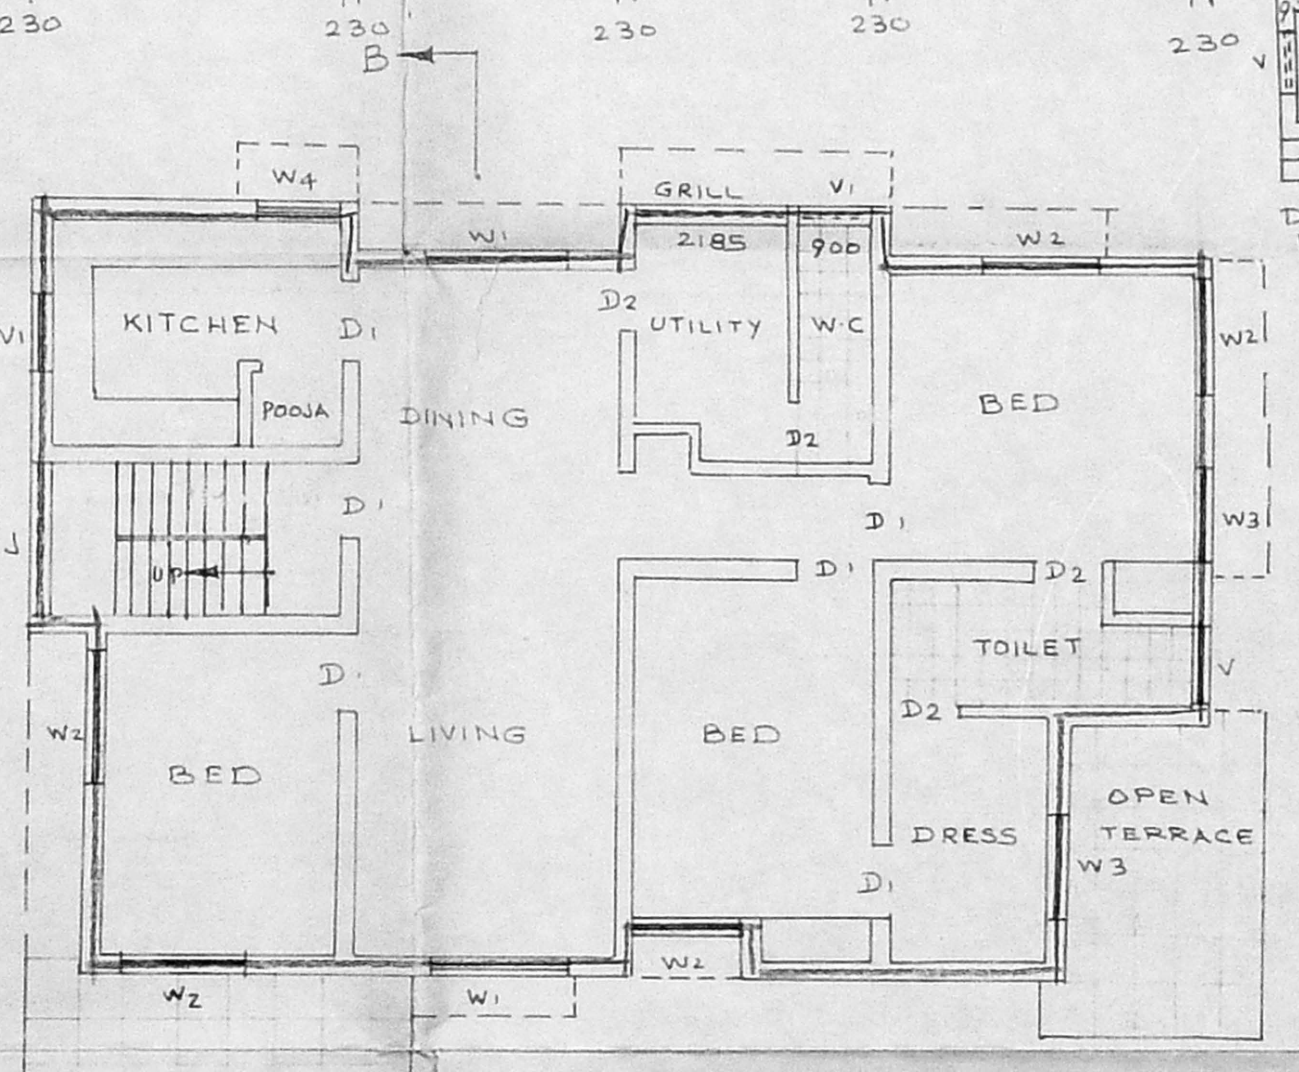 230
230
230
230
230
B
W4
GRILL
V1
W1
2185
900
W2
D2
V1
KITCHEN
D1
UTILITY
W.C
W2
POOJA
DINING
BED
D2
D1
W3
D1
UP
D1
D2
TOILET
V
D
W2
LIVING
BED
D2
BED
OPEN
TERRACE
DRESS
W3
D1
W2
W2
W1